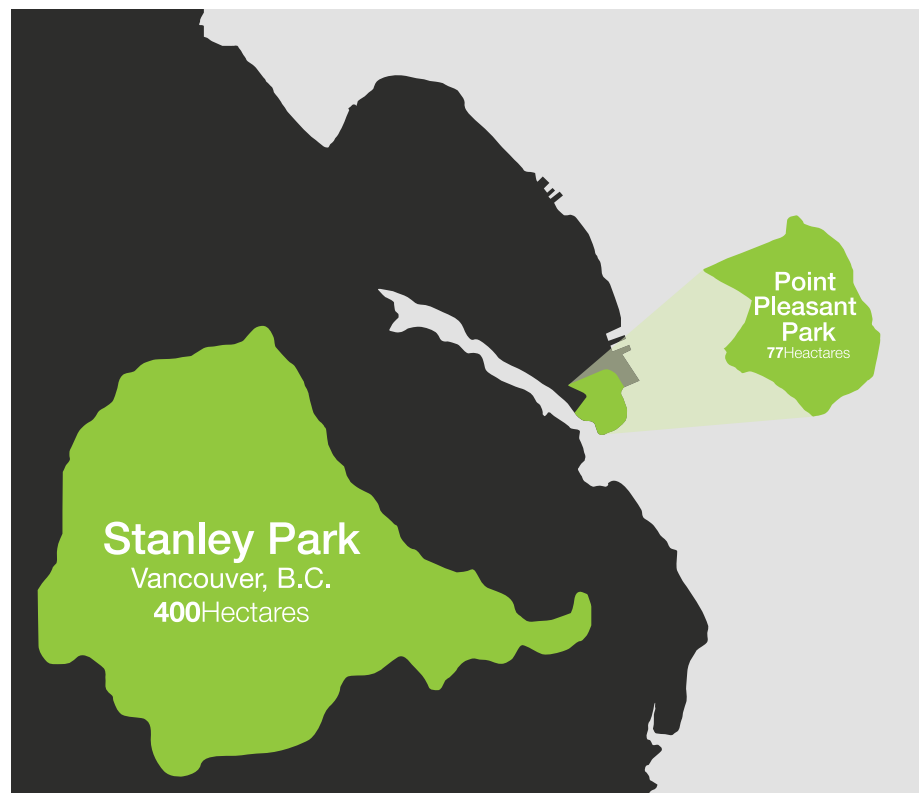 Point
Pleasant
Park
77Heactares
Stanley Park
Vancouver, B.C.
400Hectares